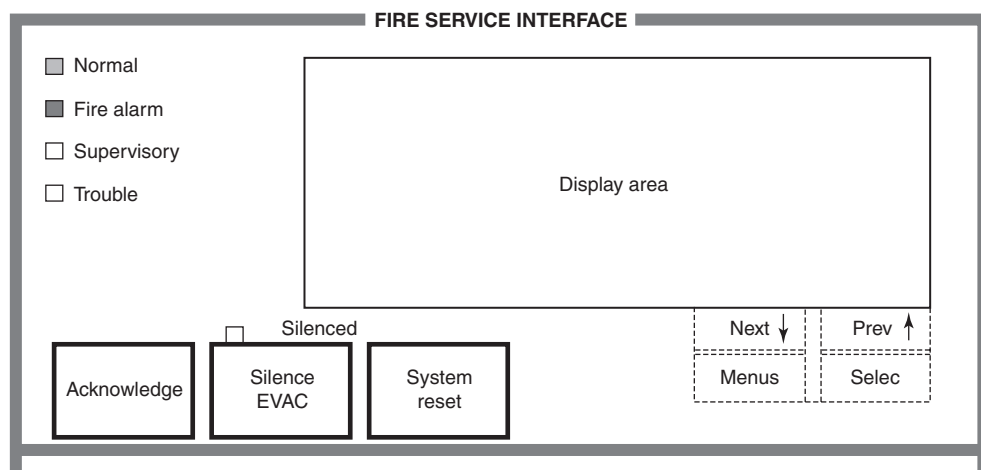 FIRE SERVICE INTERFACE
Normal
Fire alarm
Supervisory
Trouble
Display area
Silenced
Next
Prev
Acknowledge
Silence
EVAC
System
reset
Menus
Selec